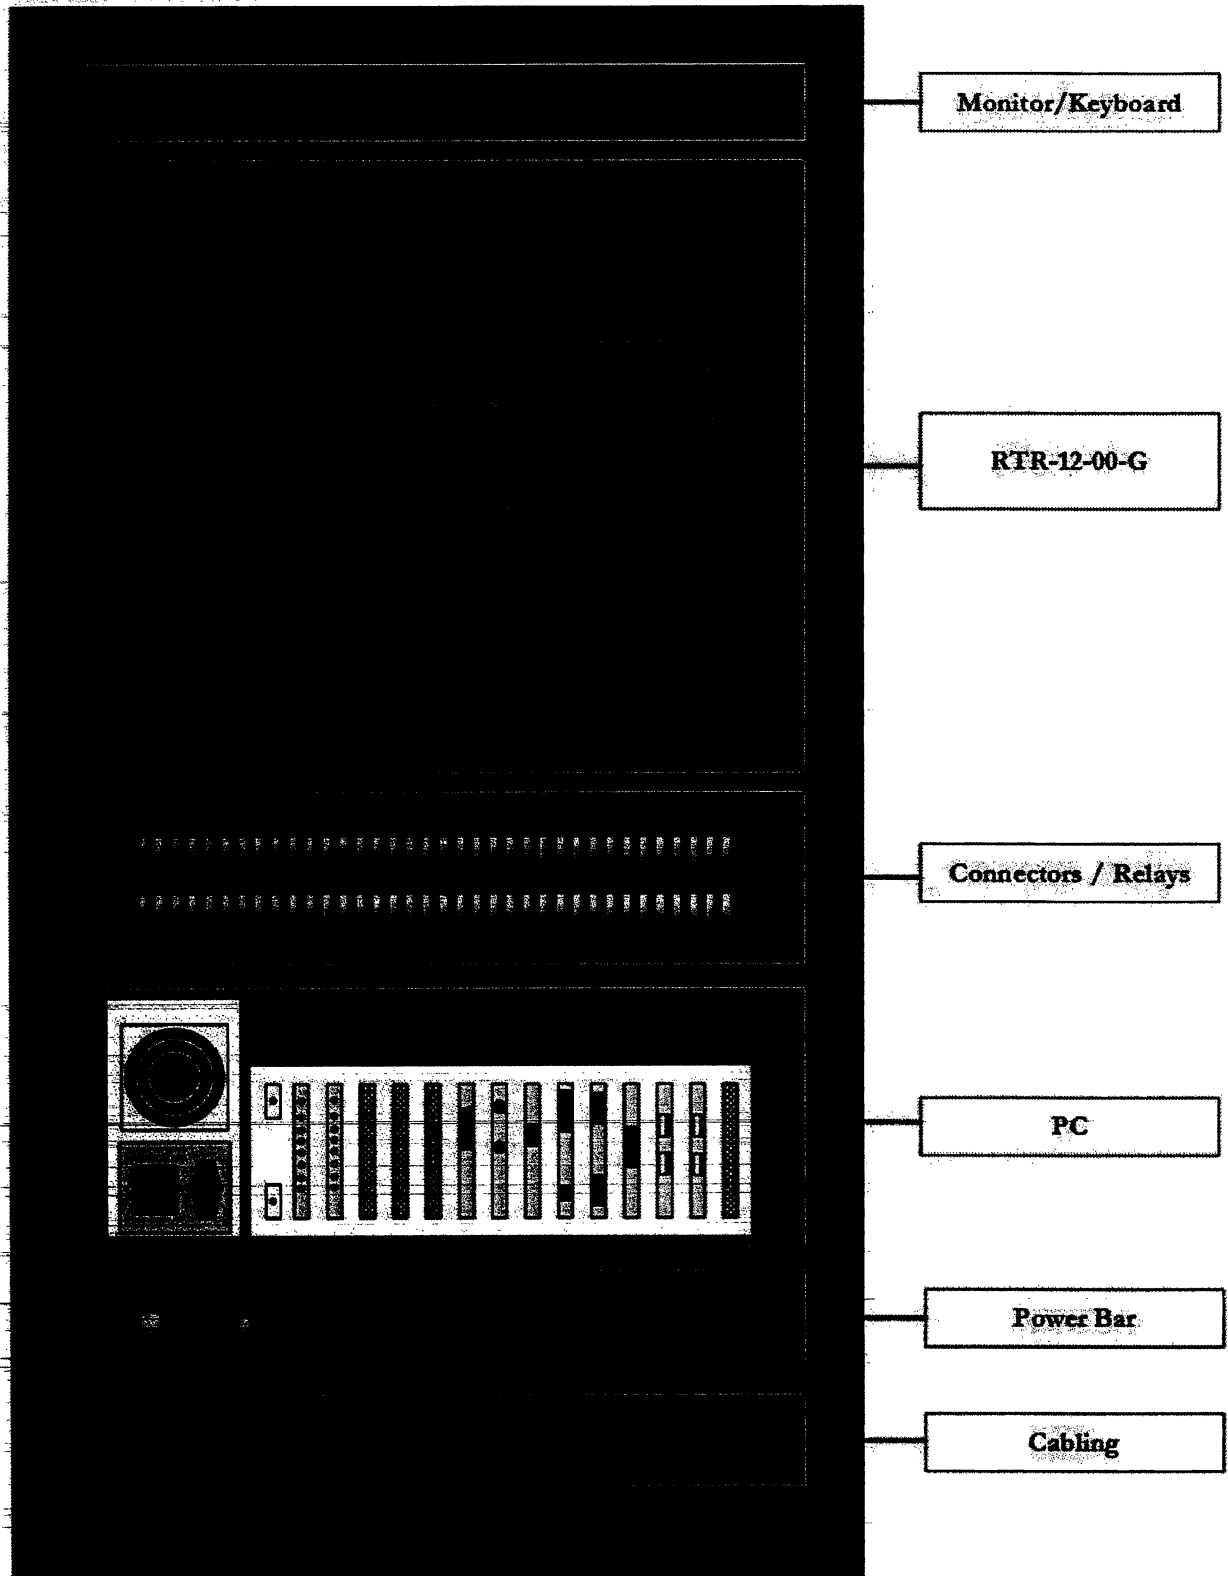 Monitor/Keyboard
RTR-12-00-G
Connectors / Relays
PC
Power Bar
Cabling